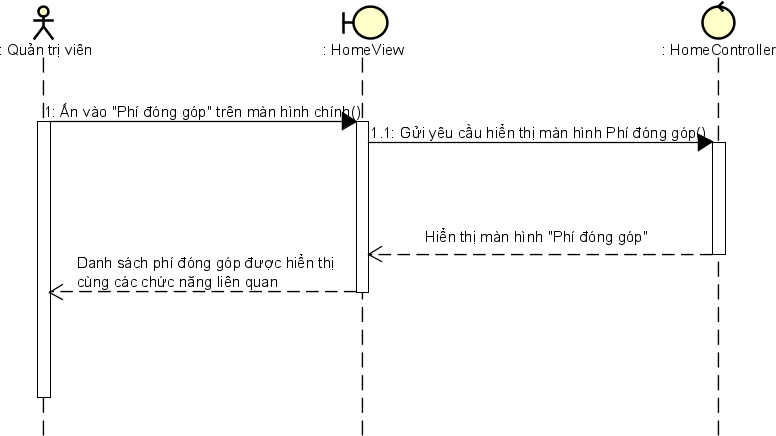 : Quản trị viên
: HomeView
: HomeController
1: Ấn vào "Phí đóng góp" trên màn hình chính()
1.1: Gửi yêu cầu hiển thị màn hình Phí đóng góp()
Hiển thị màn hình "Phí đóng góp"
Danh sách phí đóng góp được hiển thị
cùng các chức năng liên quan